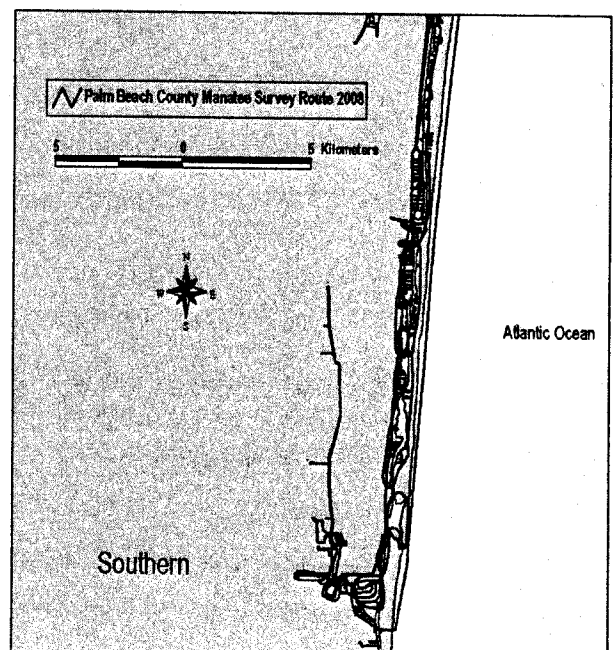 Palm Beach County Manatee Survey Route 2008
5 0 5 Kilometers
N
W E
S
Atlantic Ocean
Southern